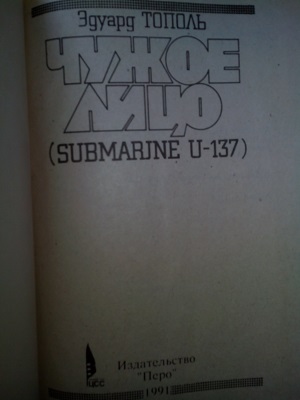 Эдуард ТОПОЛЬ
ЧУЖОЕ
ЛИЦО
(SUBMARINE U-137)
Издательство
"Перо"
1991